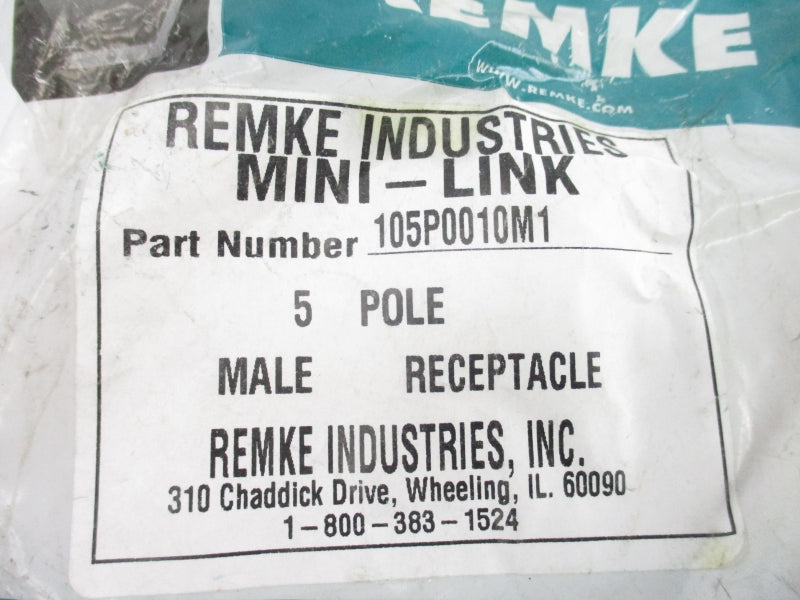 REMKE
WWW.REMKE.COM
REMKE INDUSTRIES
MINI - LINK
Part Number 105P0010M1
5 POLE
MALE RECEPTACLE
REMKE INDUSTRIES, INC.
310 Chaddick Drive, Wheeling, IL. 60090
1-800-383-1524